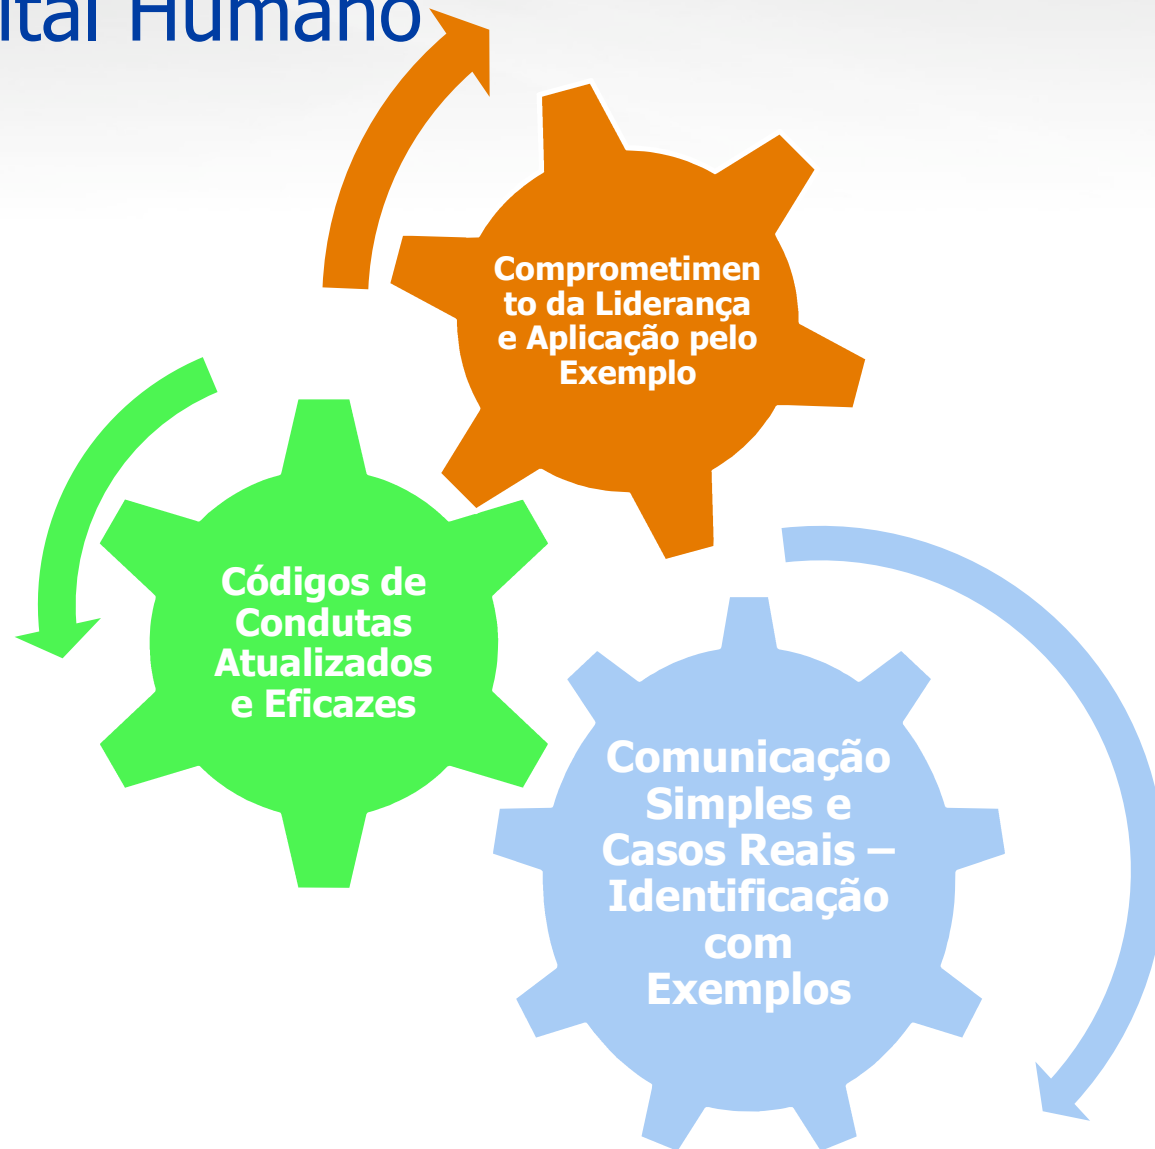 ital Humano
Comprometimen
to da Liderança
e Aplicação pelo
Exemplo
Códigos de
Condutas
Atualizados
e Eficazes
Comunicação
Simples e
Casos Reais –
Identificação
com
Exemplos